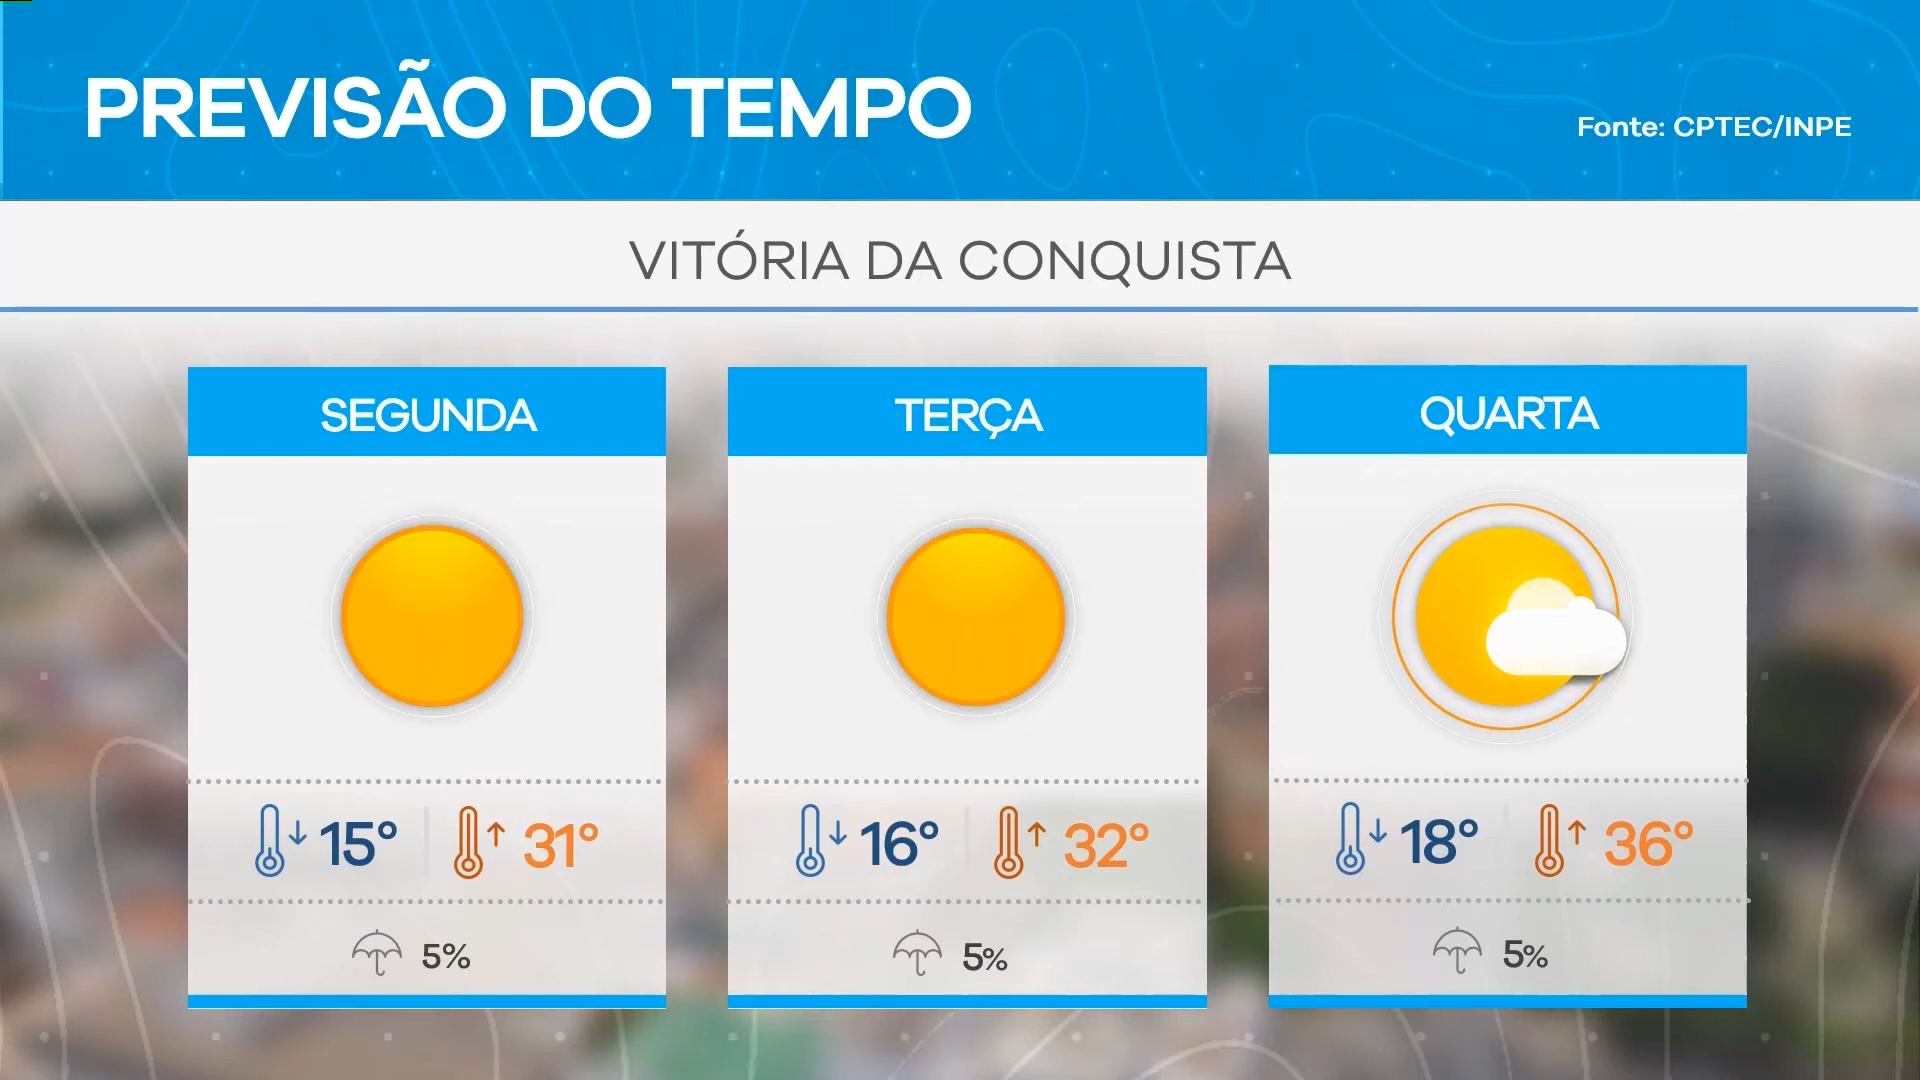 PREVISÃO DO TEMPO
Fonte: CPTEC/INPE
VITÓRIA DA CONQUISTA
SEGUNDA
15° 31°
5%
TERÇA
16° 32°
5%
QUARTA
18° 36°
5%